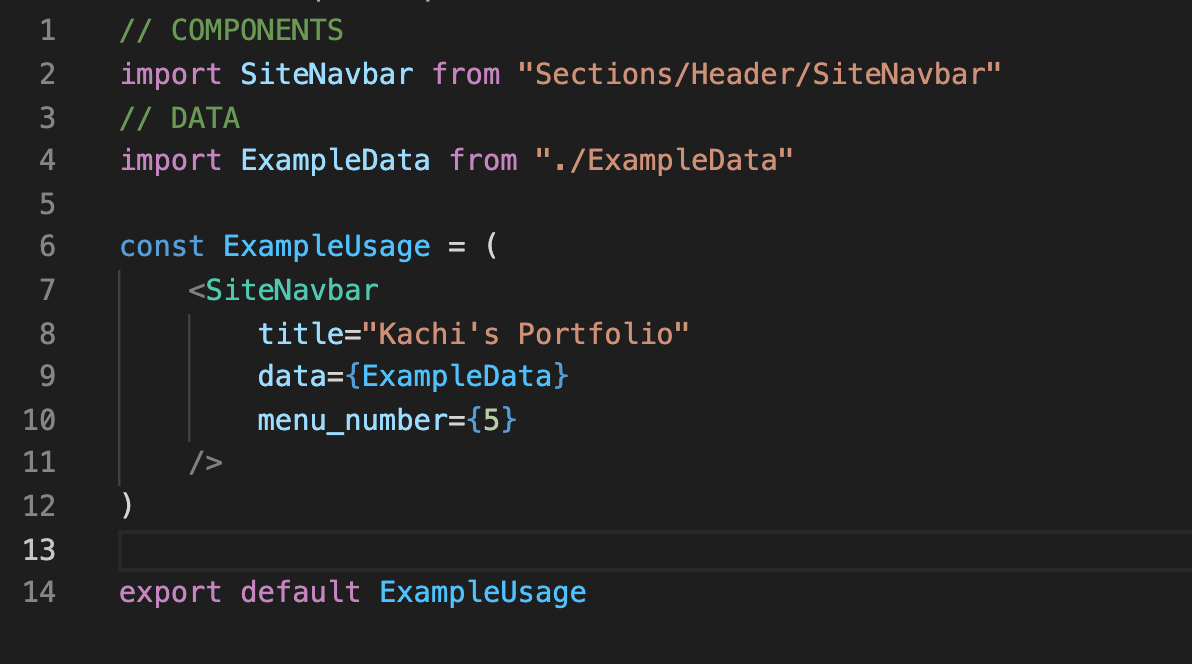 1 // COMPONENTS
2 import SiteNavbar from "Sections/Header/SiteNavbar"
3 // DATA
4 import ExampleData from "./ExampleData"
5
6 const ExampleUsage = (
7     <SiteNavbar
8         title="Kachi's Portfolio"
9         data={ExampleData}
10         menu_number={5}
11     />
12 )
13
14 export default ExampleUsage